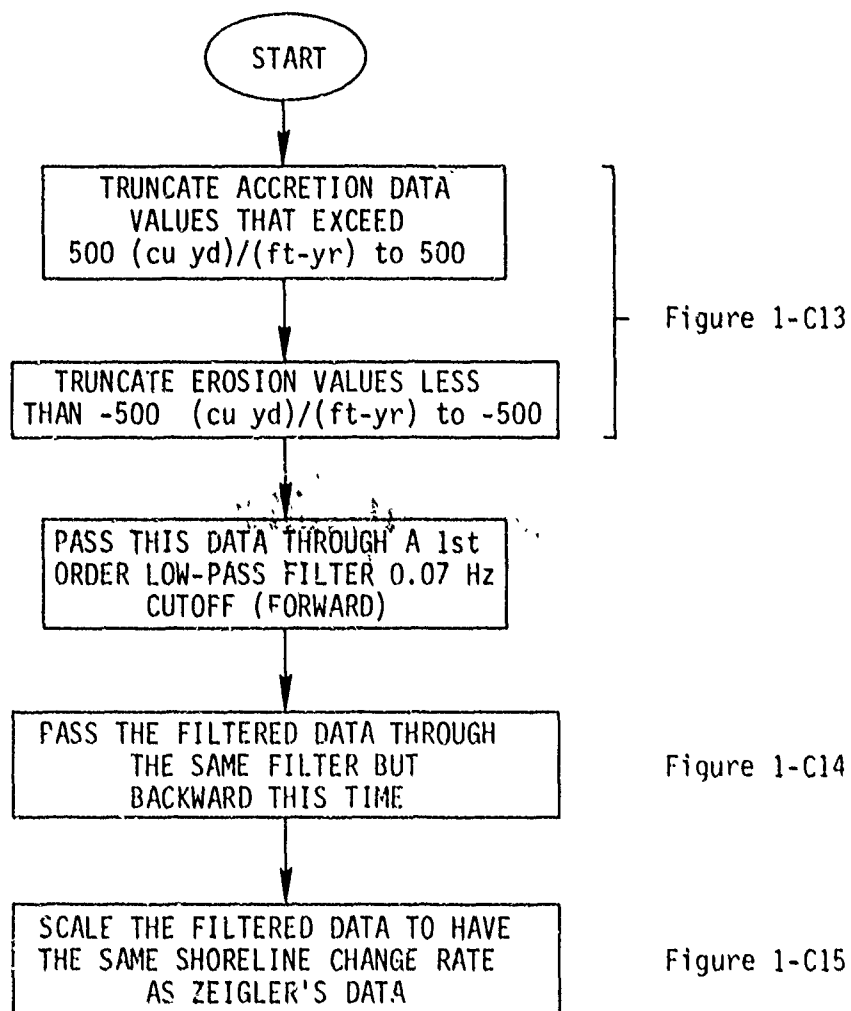 START
TRUNCATE ACCRETION DATA
VALUES THAT EXCEED
500 (cu yd)/(ft-yr) to 500
Figure 1-C13
TRUNCATE EROSION VALUES LESS
THAN -500 (cu yd)/(ft-yr) to -500
PASS THIS DATA THROUGH A 1st
ORDER LOW-PASS FILTER 0.07 Hz
CUTOFF (FORWARD)
PASS THE FILTERED DATA THROUGH
THE SAME FILTER BUT
BACKWARD THIS TIME
Figure 1-C14
SCALE THE FILTERED DATA TO HAVE
THE SAME SHORELINE CHANGE RATE
AS ZEIGLER'S DATA
Figure 1-C15